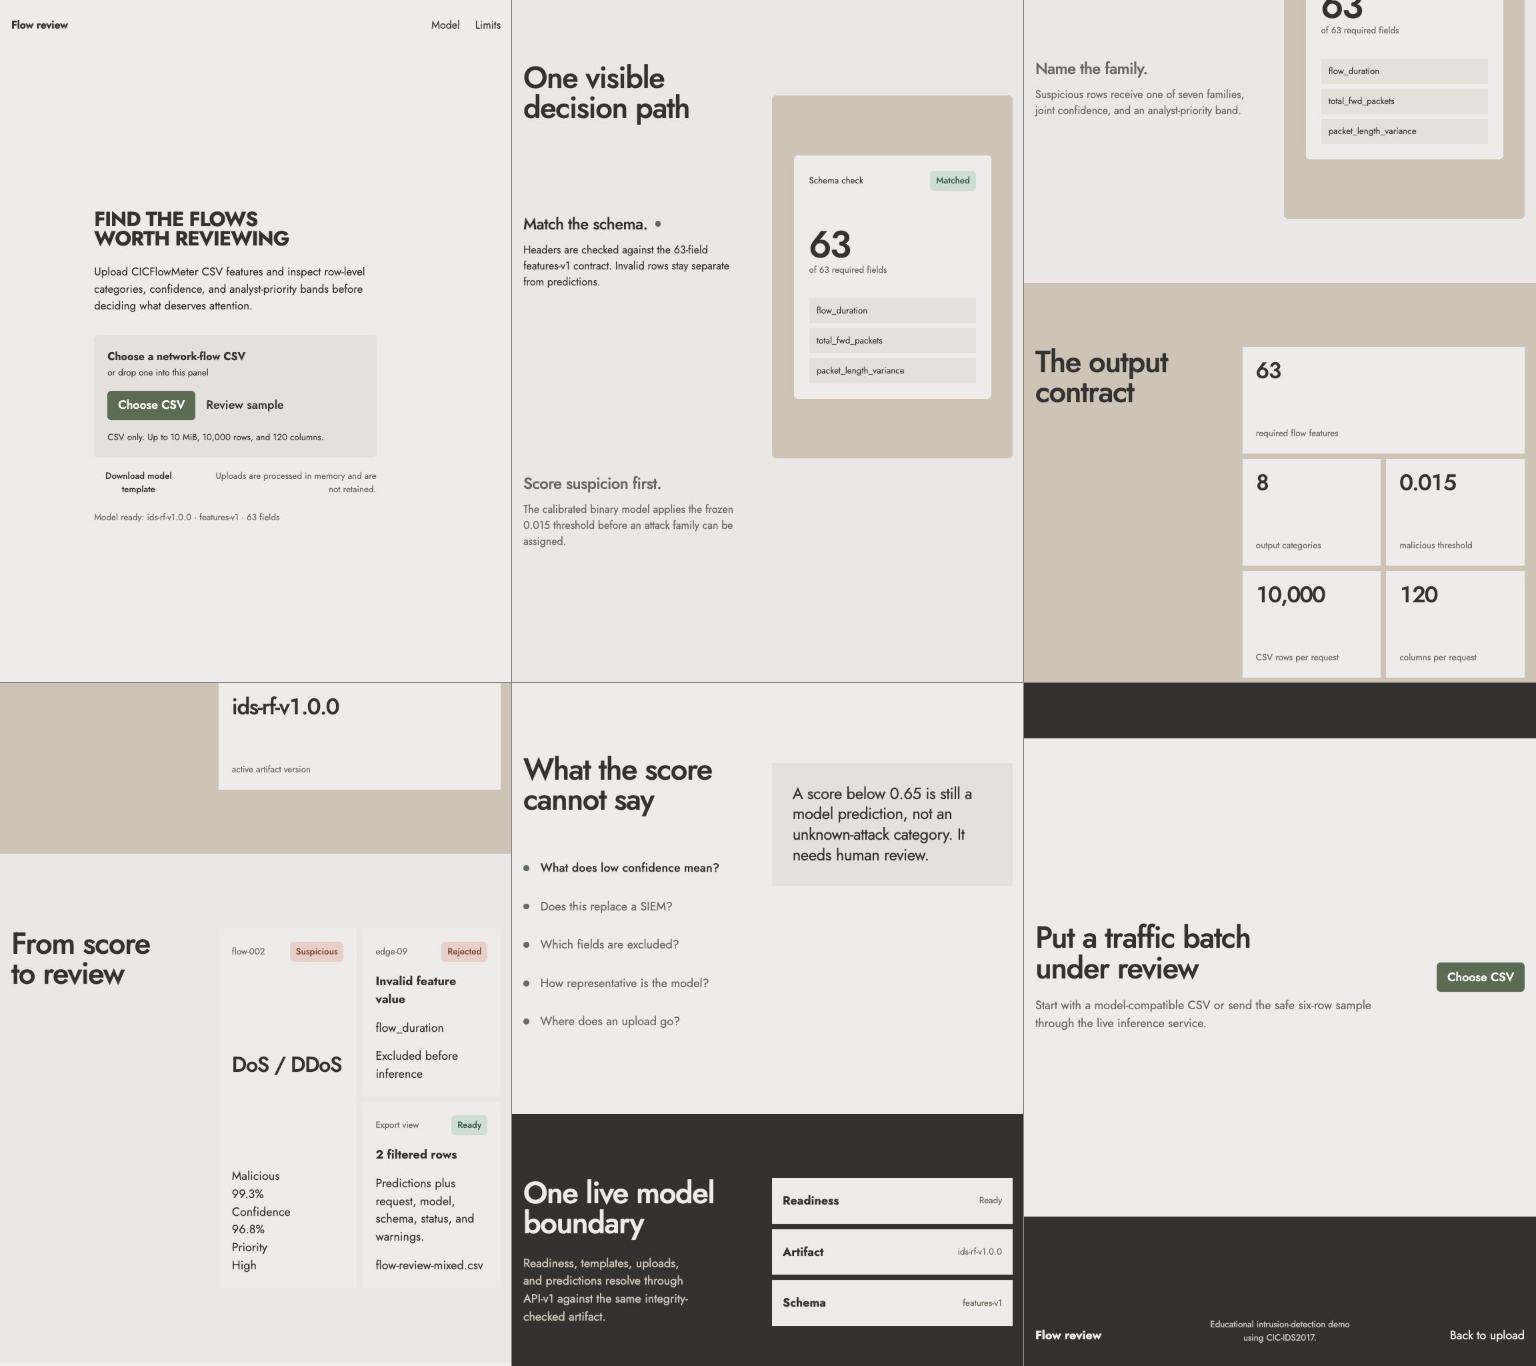 Flow review
Model
Limits
FIND THE FLOWS
WORTH REVIEWING
Upload CICFlowMeter CSV features and inspect row-level
categories, confidence, and analyst-priority bands before
deciding what deserves attention.
Choose a network-flow CSV
or drop one into this panel
Choose CSV
Review sample
CSV only. Up to 10 MiB, 10,000 rows, and 120 columns.
Download model
template
Uploads are processed in memory and are
not retained.
Model ready: ids-rf-v1.0.0 · features-v1 · 63 fields
One visible
decision path
Match the schema.
Headers are checked against the 63-field
features-v1 contract. Invalid rows stay separate
from predictions.
Score suspicion first.
The calibrated binary model applies the frozen
0.015 threshold before an attack family can be
assigned.
Schema check
Matched
63
of 63 required fields
flow_duration
total_fwd_packets
packet_length_variance
Name the family.
Suspicious rows receive one of seven families,
joint confidence, and an analyst-priority band.
63
of 63 required fields
flow_duration
total_fwd_packets
packet_length_variance
The output
contract
63
required flow features
8
output categories
0.015
malicious threshold
10,000
CSV rows per request
120
columns per request
ids-rf-v1.0.0
active artifact version
From score
to review
flow-002
Suspicious
DoS / DDoS
Malicious
99.3%
Confidence
96.8%
Priority
High
edge-09
Rejected
Invalid feature
value
flow_duration
Excluded before
inference
Export view
Ready
2 filtered rows
Predictions plus
request, model,
schema, status, and
warnings.
flow-review-mixed.csv
What the score
cannot say
What does low confidence mean?
Does this replace a SIEM?
Which fields are excluded?
How representative is the model?
Where does an upload go?
A score below 0.65 is still a
model prediction, not an
unknown-attack category. It
needs human review.
One live model
boundary
Readiness, templates, uploads,
and predictions resolve through
API-v1 against the same integrity-
checked artifact.
Readiness
Ready
Artifact
ids-rf-v1.0.0
Schema
features-v1
Put a traffic batch
under review
Start with a model-compatible CSV or send the safe six-row sample
through the live inference service.
Choose CSV
Flow review
Educational intrusion-detection demo
using CIC-IDS2017.
Back to upload